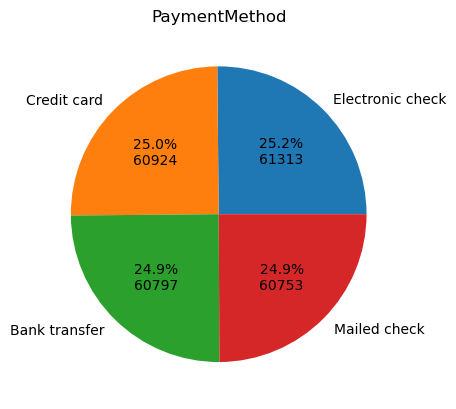 PaymentMethod
Credit card
Electronic check
25.0%
60924
25.2%
61313
24.9%
60797
24.9%
60753
Bank transfer
Mailed check